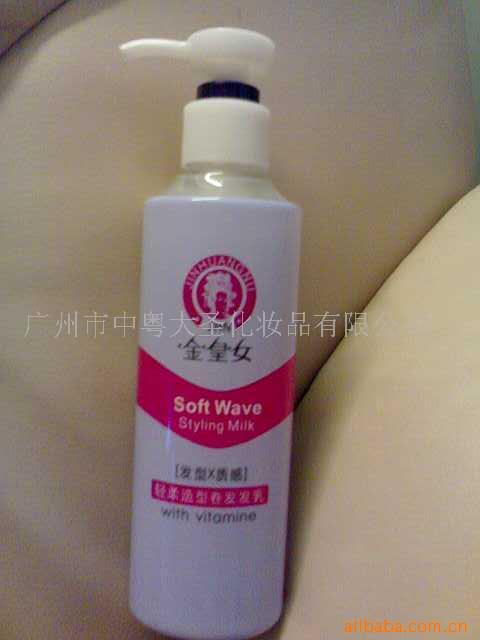 JINHUANGNU
广州市中粤大圣化妆品有限公
金皇女
Soft Wave
Styling Milk
[发型X质感]
轻柔造型卷发发乳
with vitamine
alibaba.com.cn